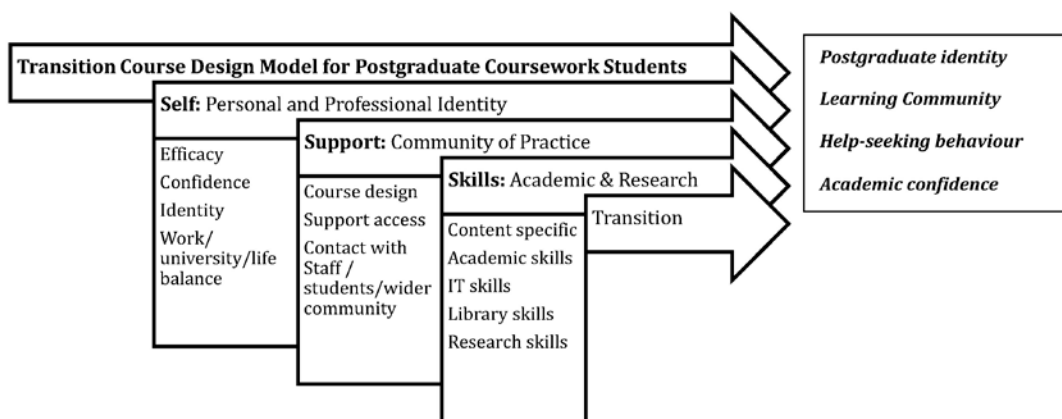 Transition Course Design Model for Postgraduate Coursework Students
Self: Personal and Professional Identity
Efficacy
Confidence
Identity
Work/
university/life
balance
Support: Community of Practice
Course design
Support access
Contact with
Staff /
students/wider
community
Skills: Academic & Research
Content specific
Academic skills
IT skills
Library skills
Research skills
Transition
Postgraduate identity
Learning Community
Help-seeking behaviour
Academic confidence